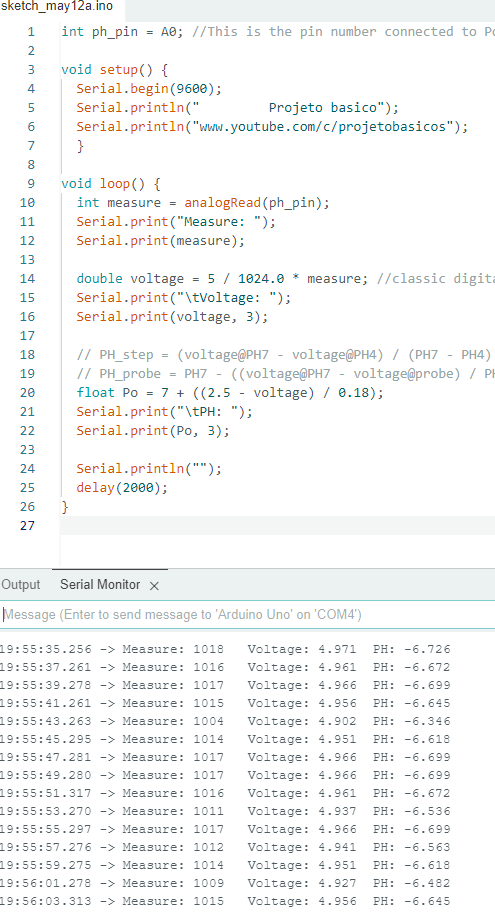 sketch_may12a.ino
1 int ph_pin = A0; //This is the pin number connected to
2
3 void setup() {
4 Serial.begin(9600);
5 Serial.println("          Projeto basico");
6 Serial.println("www.youtube.com/c/projetobasicos");
7 }
8
9 void loop() {
10 int measure = analogRead(ph_pin);
11 Serial.print("Measure: ");
12 Serial.print(measure);
13
14 double voltage = 5 / 1024.0 * measure; //classic
15 Serial.print("\tVoltage: ");
16 Serial.print(voltage, 3);
17
18 // PH_step = (voltage@PH7 - voltage@PH4) / (PH7 - PH4)
19 // PH_probe = PH7 - ((voltage@PH7 - voltage@probe) /
20 float Po = 7 + ((2.5 - voltage) / 0.18);
21 Serial.print("\tPH: ");
22 Serial.print(Po, 3);
23
24 Serial.println("");
25 delay(2000);
26 }
27
Output Serial Monitor ×
Message (Enter to send message to 'Arduino Uno' on 'COM4')
19:55:35.256 -> Measure: 1018 Voltage: 4.971 PH: -6.726
19:55:37.261 -> Measure: 1016 Voltage: 4.961 PH: -6.672
19:55:39.278 -> Measure: 1017 Voltage: 4.966 PH: -6.699
19:55:41.261 -> Measure: 1015 Voltage: 4.956 PH: -6.645
19:55:43.263 -> Measure: 1004 Voltage: 4.902 PH: -6.346
19:55:45.295 -> Measure: 1014 Voltage: 4.951 PH: -6.618
19:55:47.281 -> Measure: 1017 Voltage: 4.966 PH: -6.699
19:55:49.280 -> Measure: 1017 Voltage: 4.966 PH: -6.699
19:55:51.317 -> Measure: 1016 Voltage: 4.961 PH: -6.672
19:55:53.270 -> Measure: 1011 Voltage: 4.937 PH: -6.536
19:55:55.297 -> Measure: 1017 Voltage: 4.966 PH: -6.699
19:55:57.276 -> Measure: 1012 Voltage: 4.941 PH: -6.563
19:55:59.275 -> Measure: 1014 Voltage: 4.951 PH: -6.618
19:56:01.278 -> Measure: 1009 Voltage: 4.927 PH: -6.482
19:56:03.313 -> Measure: 1015 Voltage: 4.956 PH: -6.645